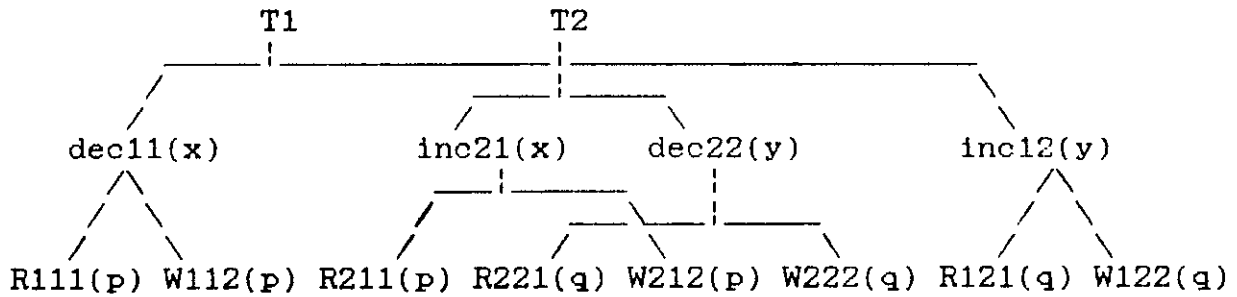 T1 T2
dec11(x) inc21(x) dec22(y) inc12(y)
R111(p) W112(p) R211(p) R221(q) W212(p) W222(q) R121(q) W122(q)